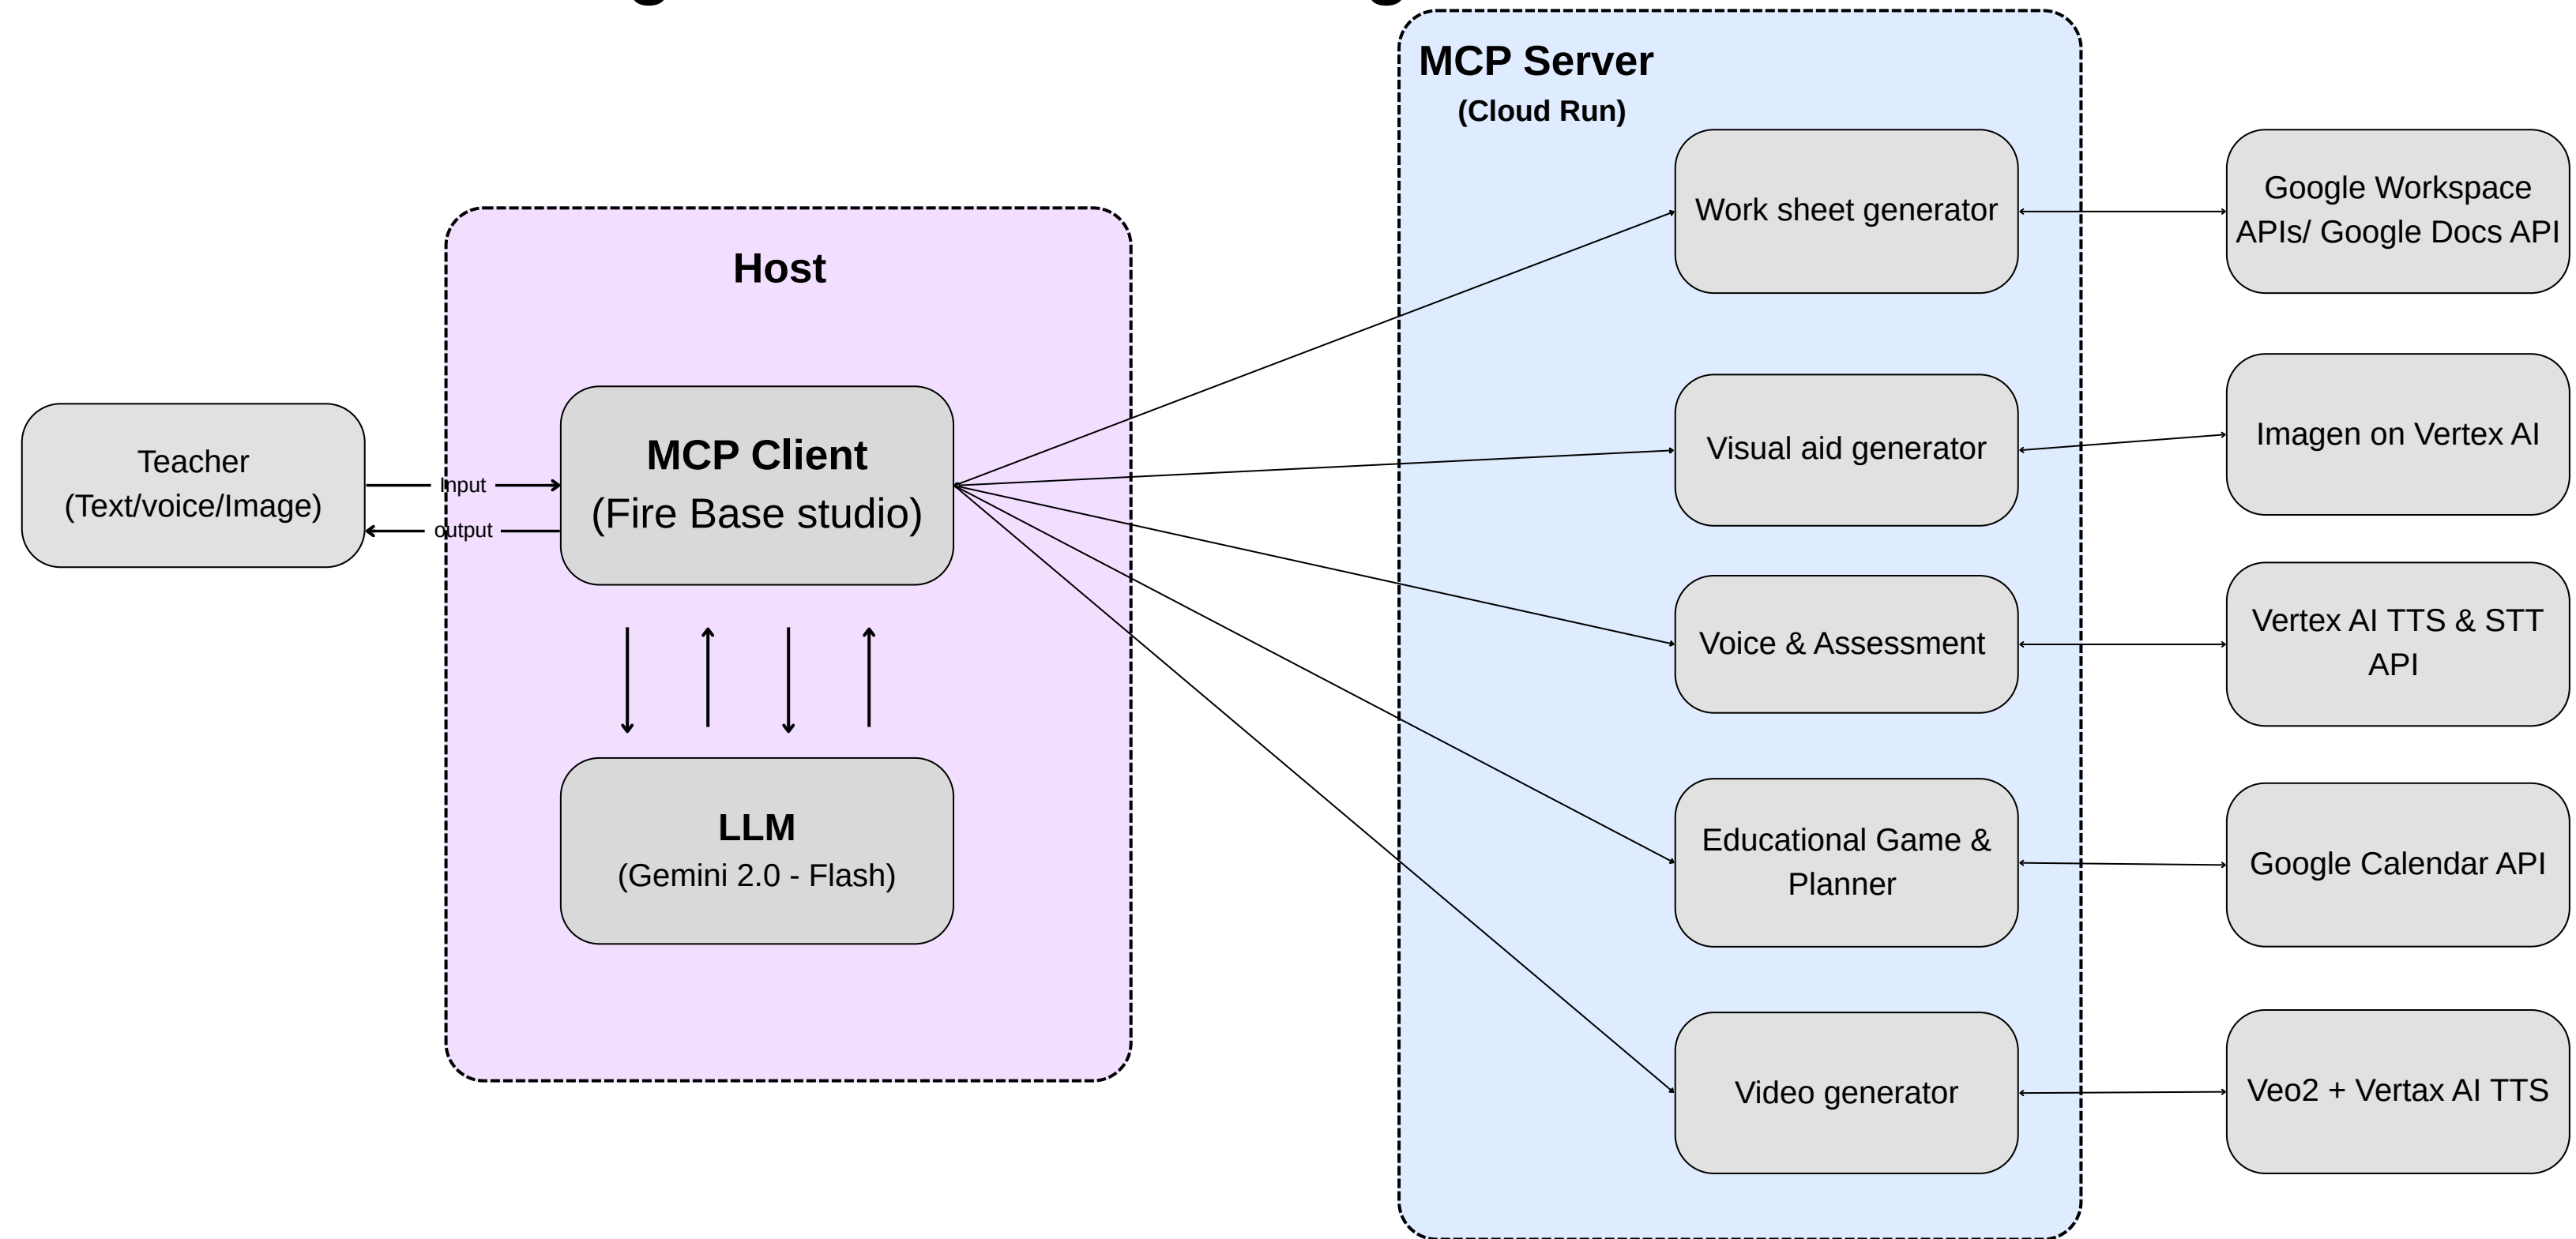 MCP Server
(Cloud Run)
Work sheet generator
Google Workspace
APIs/ Google Docs API
Host
Visual aid generator
Imagen on Vertex AI
Teacher
(Text/voice/Image)
Input
output
MCP Client
(Fire Base studio)
Voice & Assessment
Vertex AI TTS & STT
API
LLM
(Gemini 2.0 - Flash)
Educational Game &
Planner
Google Calendar API
Video generator
Veo2 + Vertax AI TTS